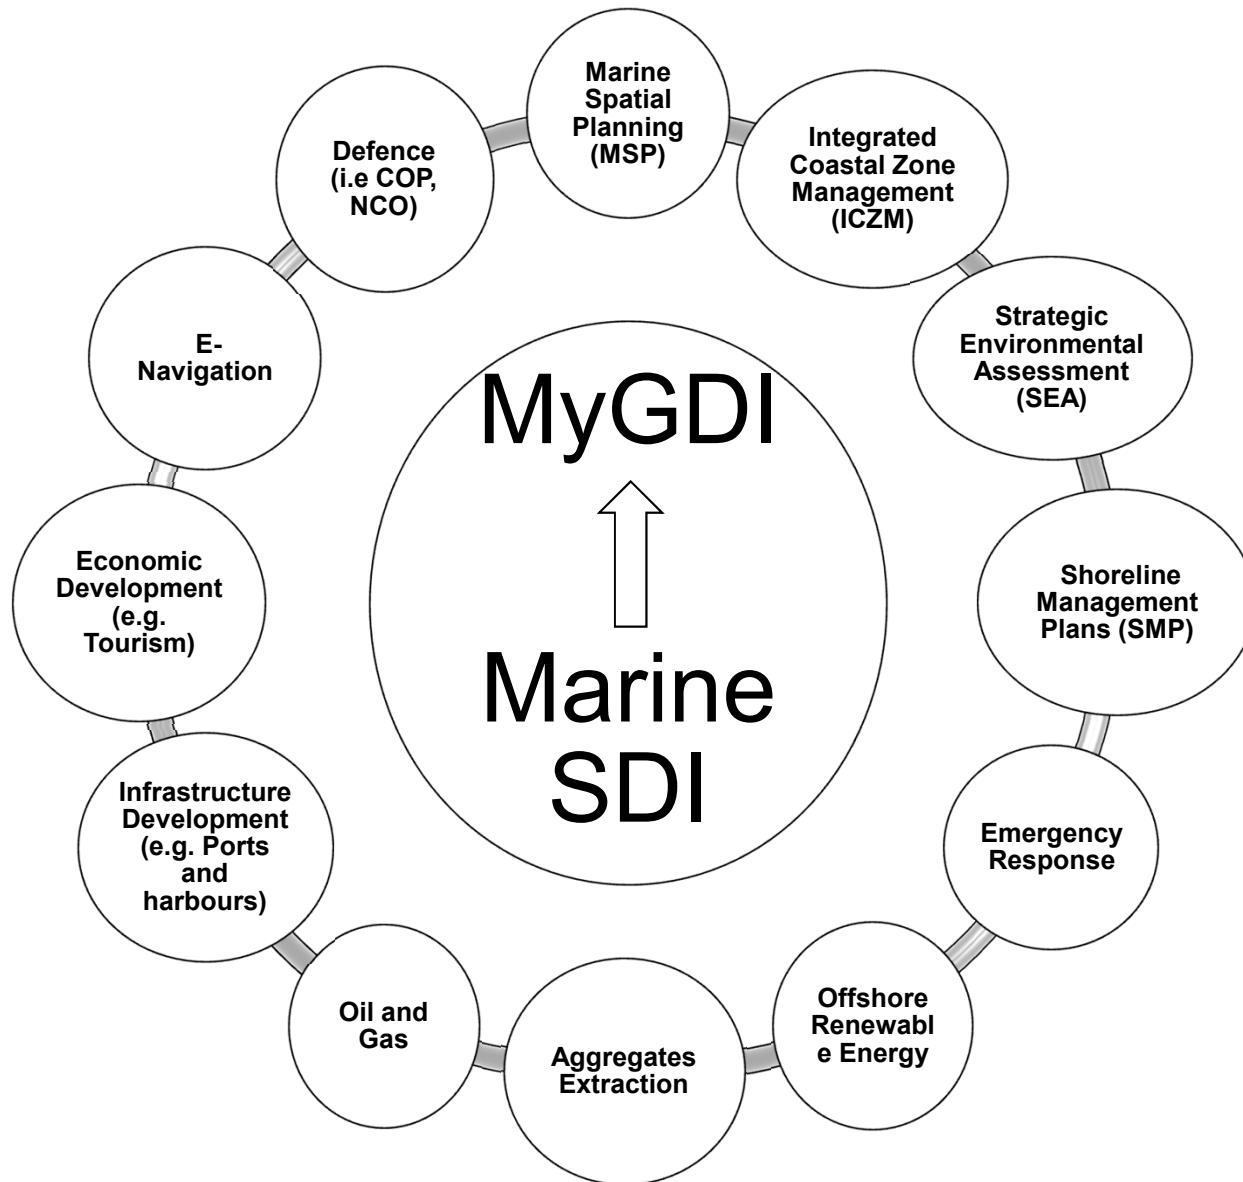 Marine
Spatial
Planning
(MSP)
Integrated
Coastal Zone
Management
(ICZM)
Strategic
Environmental
Assessment
(SEA)
Shoreline
Management
Plans (SMP)
Emergency
Response
Offshore
Renewabl
e Energy
Aggregates
Extraction
Oil and
Gas
Infrastructure
Development
(e.g. Ports
and
harbours)
Economic
Development
(e.g.
Tourism)
E-
Navigation
Defence
(i.e COP,
NCO)
MyGDI
Marine
SDI